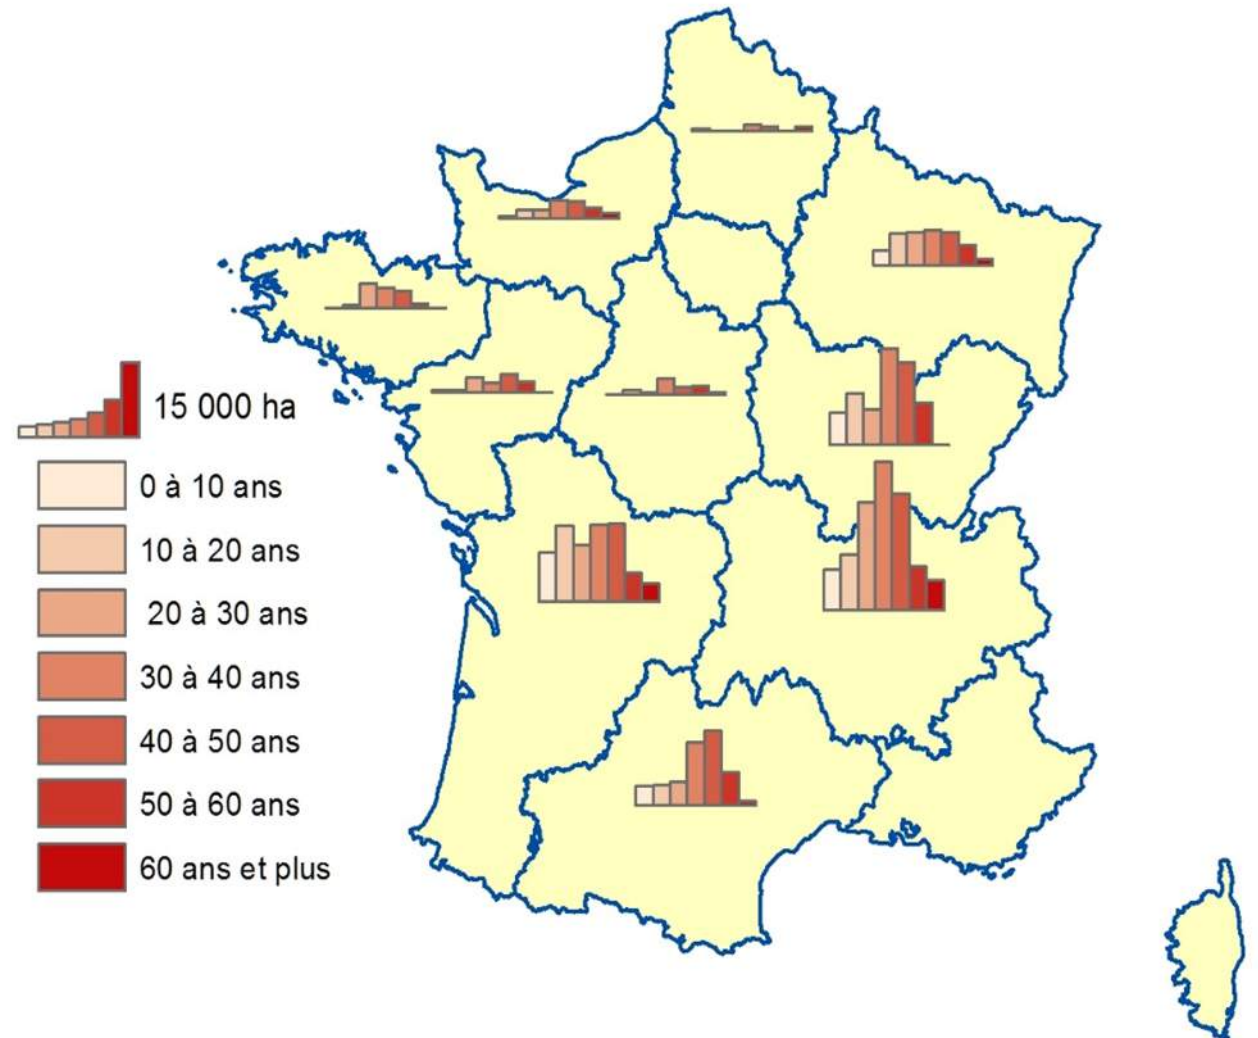 15 000 ha
0 à 10 ans
10 à 20 ans
20 à 30 ans
30 à 40 ans
40 à 50 ans
50 à 60 ans
60 ans et plus